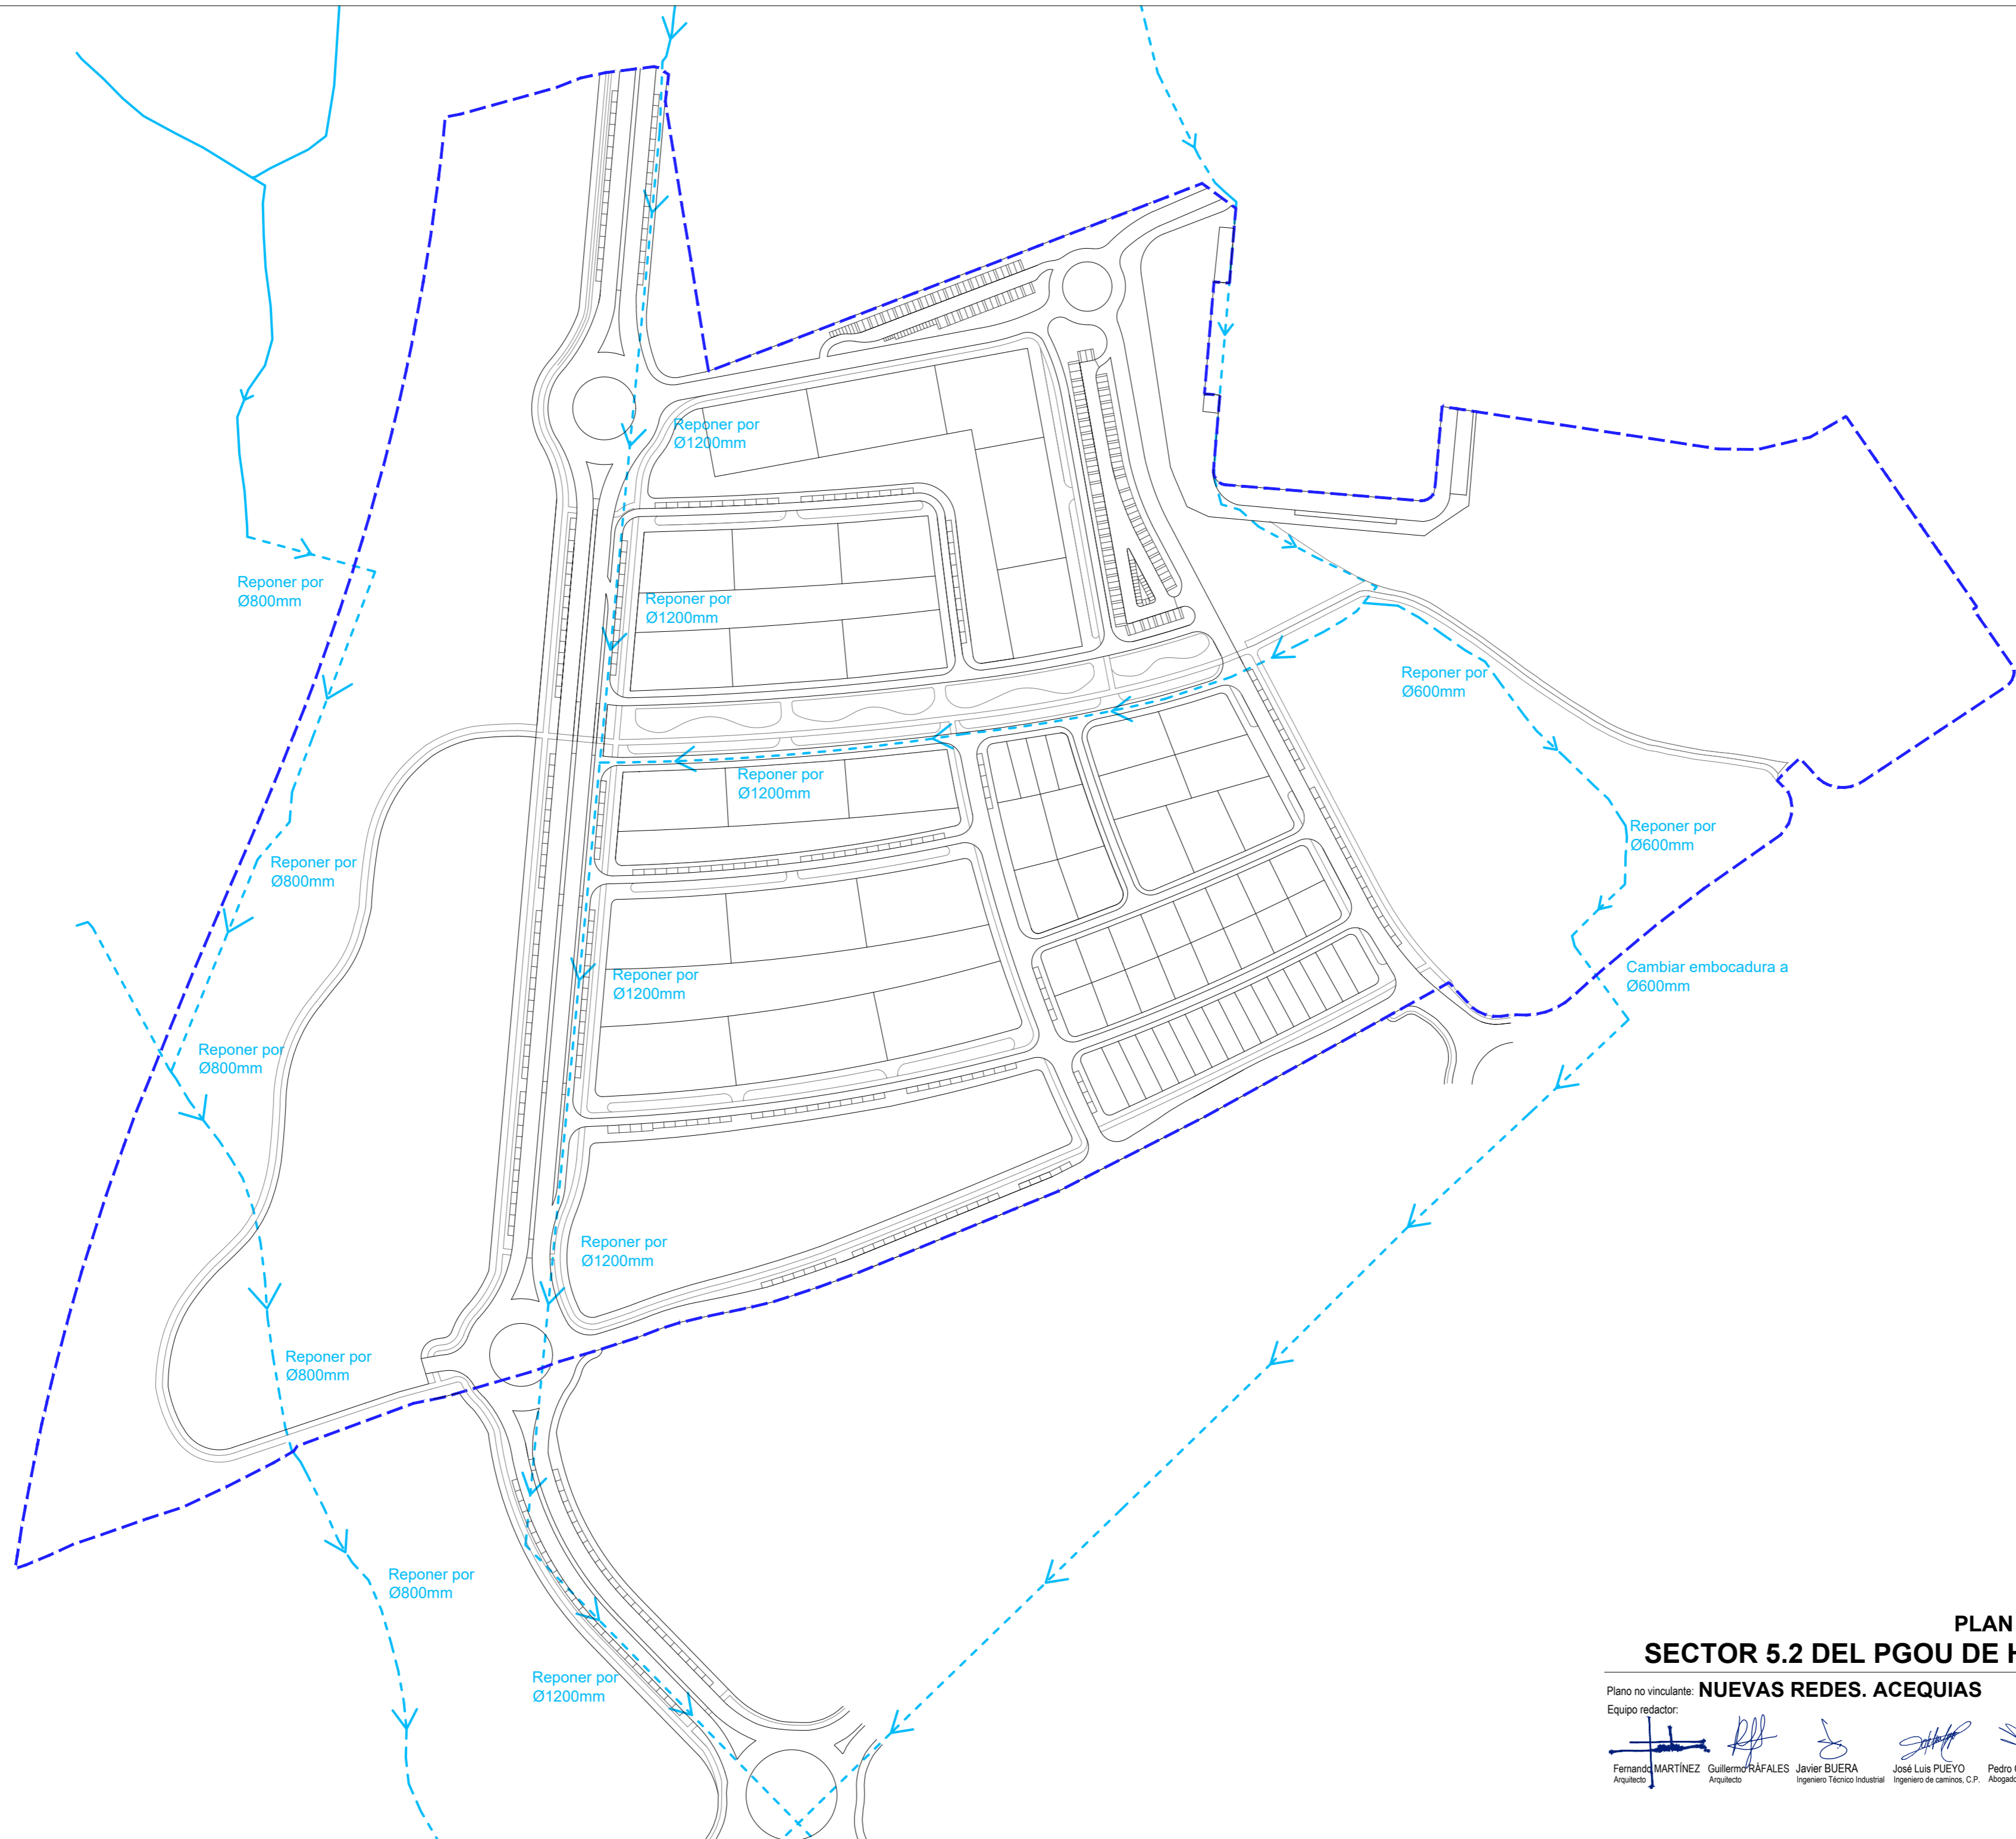 Reponer por
Ø1200mm
Reponer por
Ø800mm
Reponer por
Ø1200mm
Reponer por
Ø600mm
Reponer por
Ø1200mm
Reponer por
Ø600mm
Reponer por
Ø800mm
Reponer por
Ø1200mm
Cambiar embocadura a
Ø600mm
Reponer por
Ø800mm
Reponer por
Ø1200mm
Reponer por
Ø800mm
Reponer por
Ø800mm
Reponer por
Ø1200mm
PLAN
SECTOR 5.2 DEL PGOU DE H
Plano no vinculante: NUEVAS REDES. ACEQUIAS
Equipo redactor:
Fernando MARTÍNEZ Guillermo RÁFALES Javier BUERA José Luis PUEYO Pedro
Arquitecto Arquitecto Ingeniero Técnico Industrial Ingeniero de caminos, C.P. Abogado